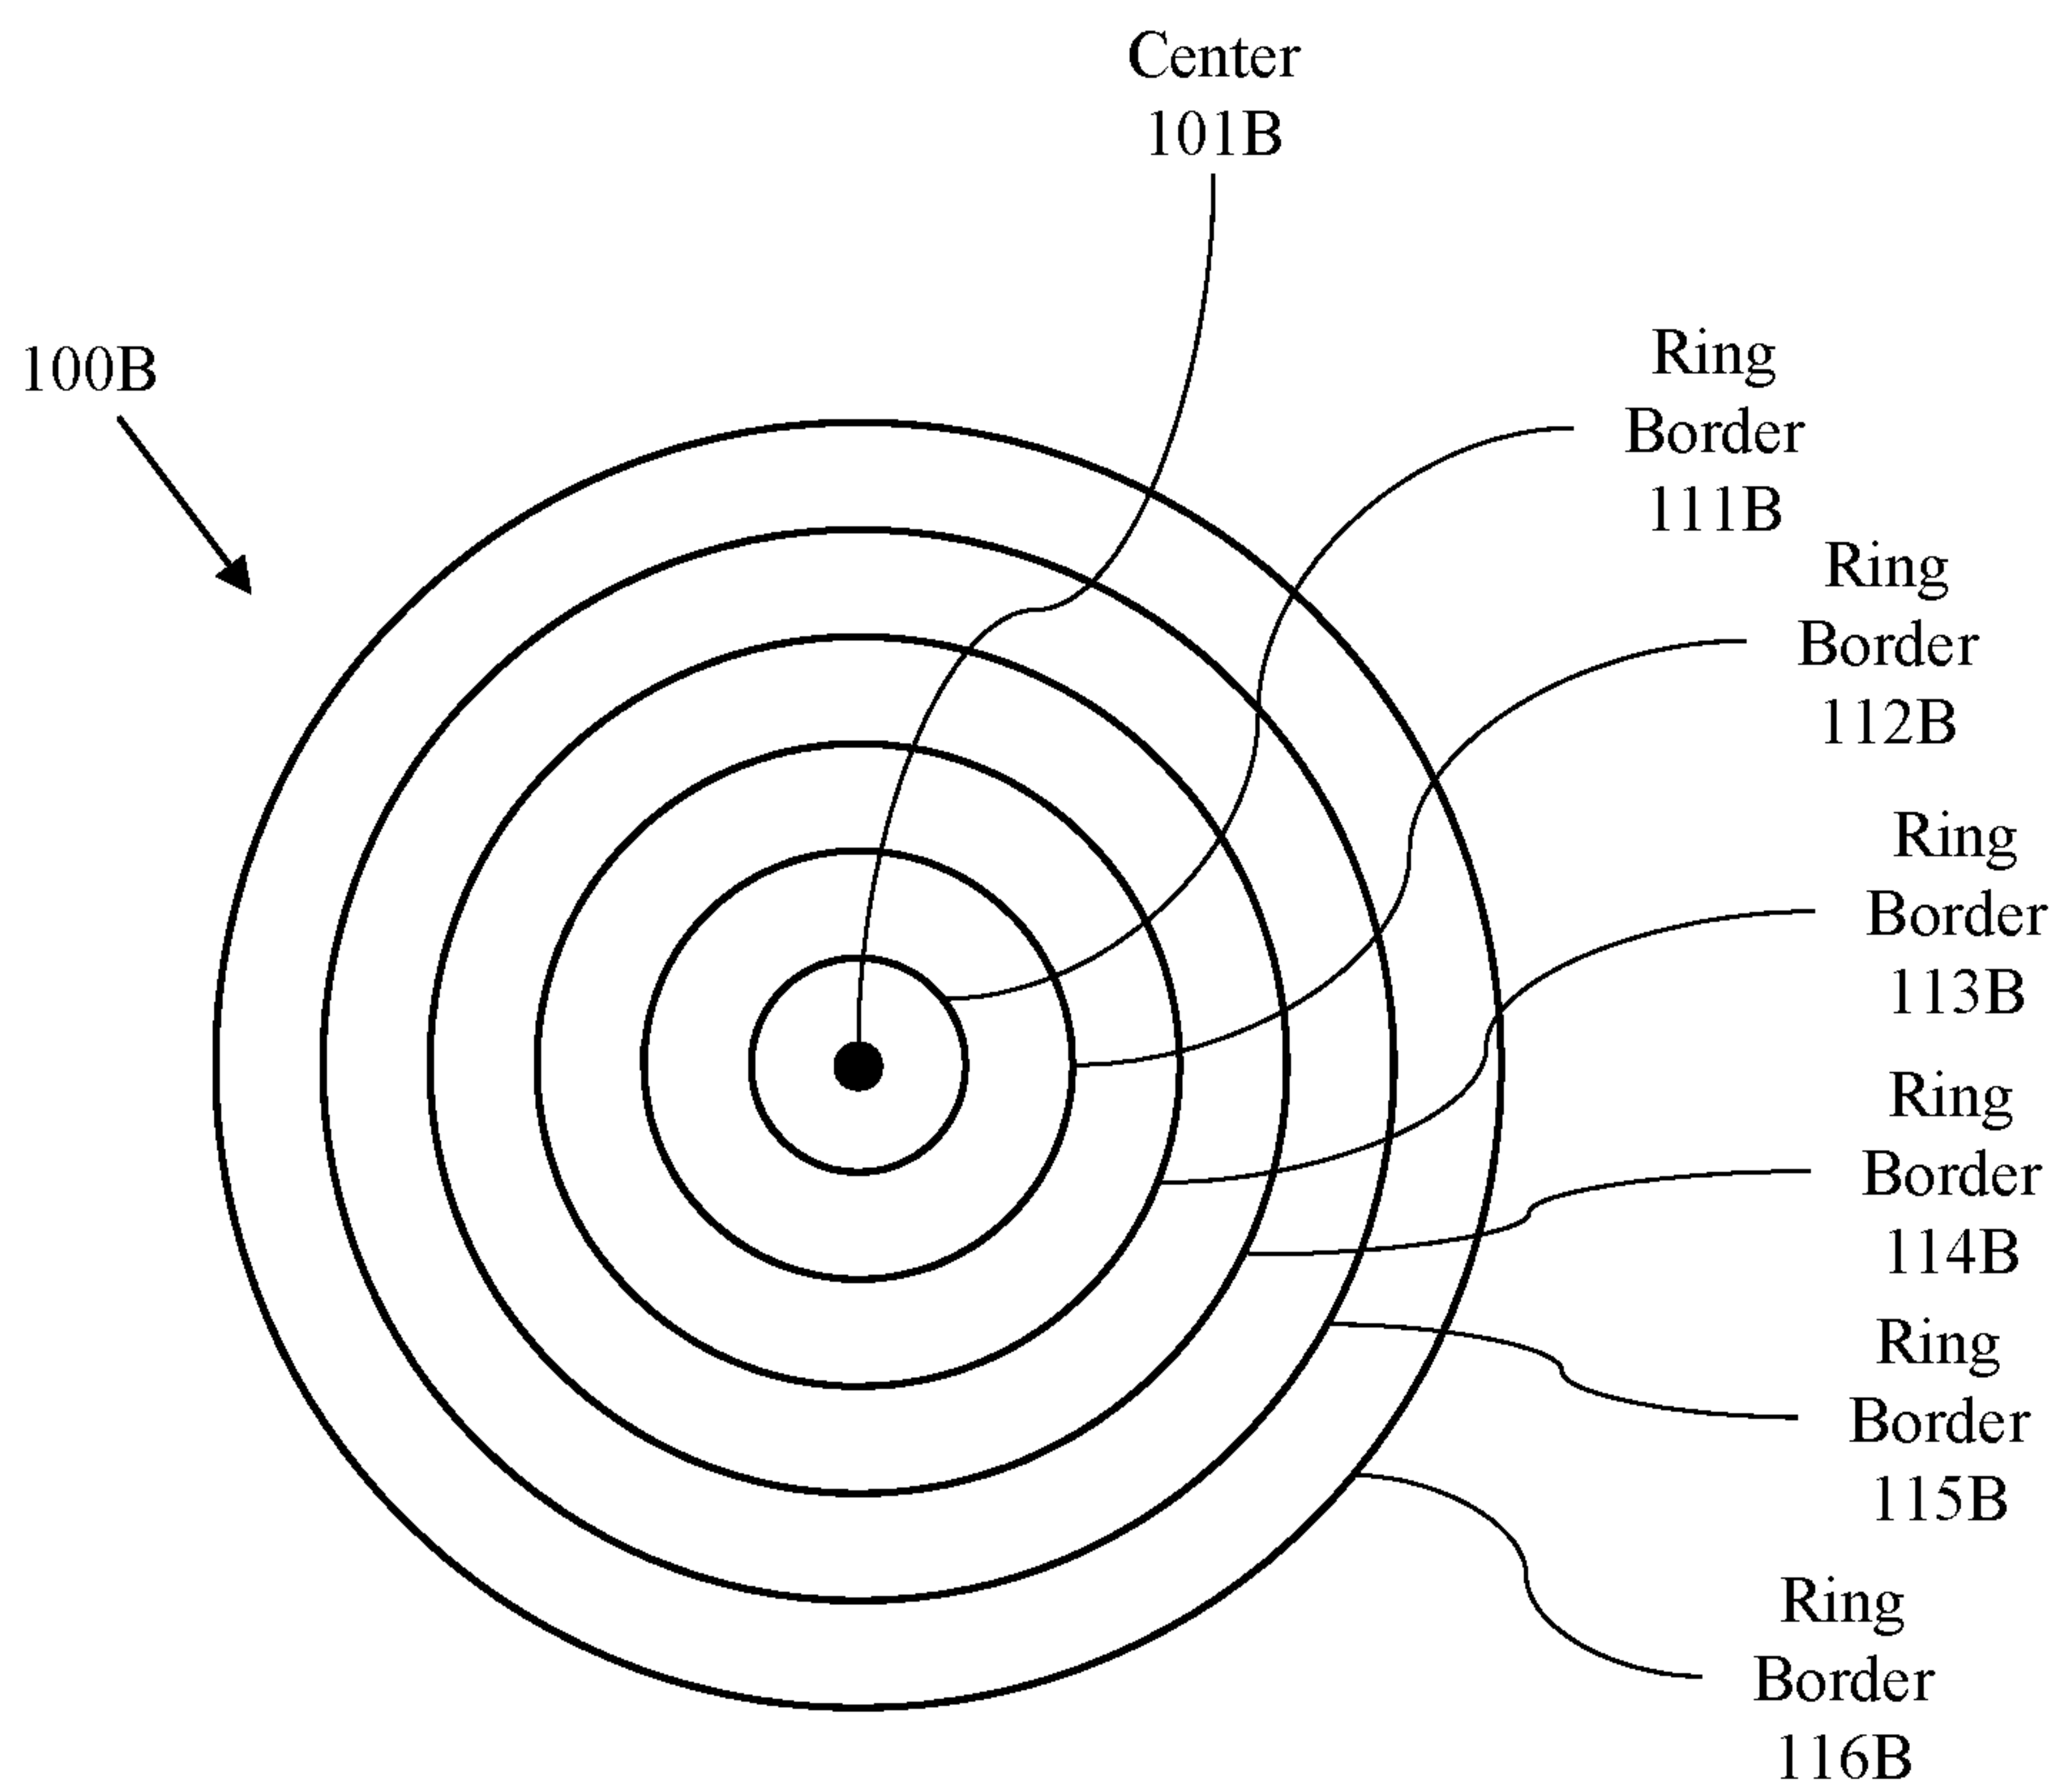 Center
101B
100B
Ring
Border
111B
Ring
Border
112B
Ring
Border
113B
Ring
Border
114B
Ring
Border
115B
Ring
Border
116B